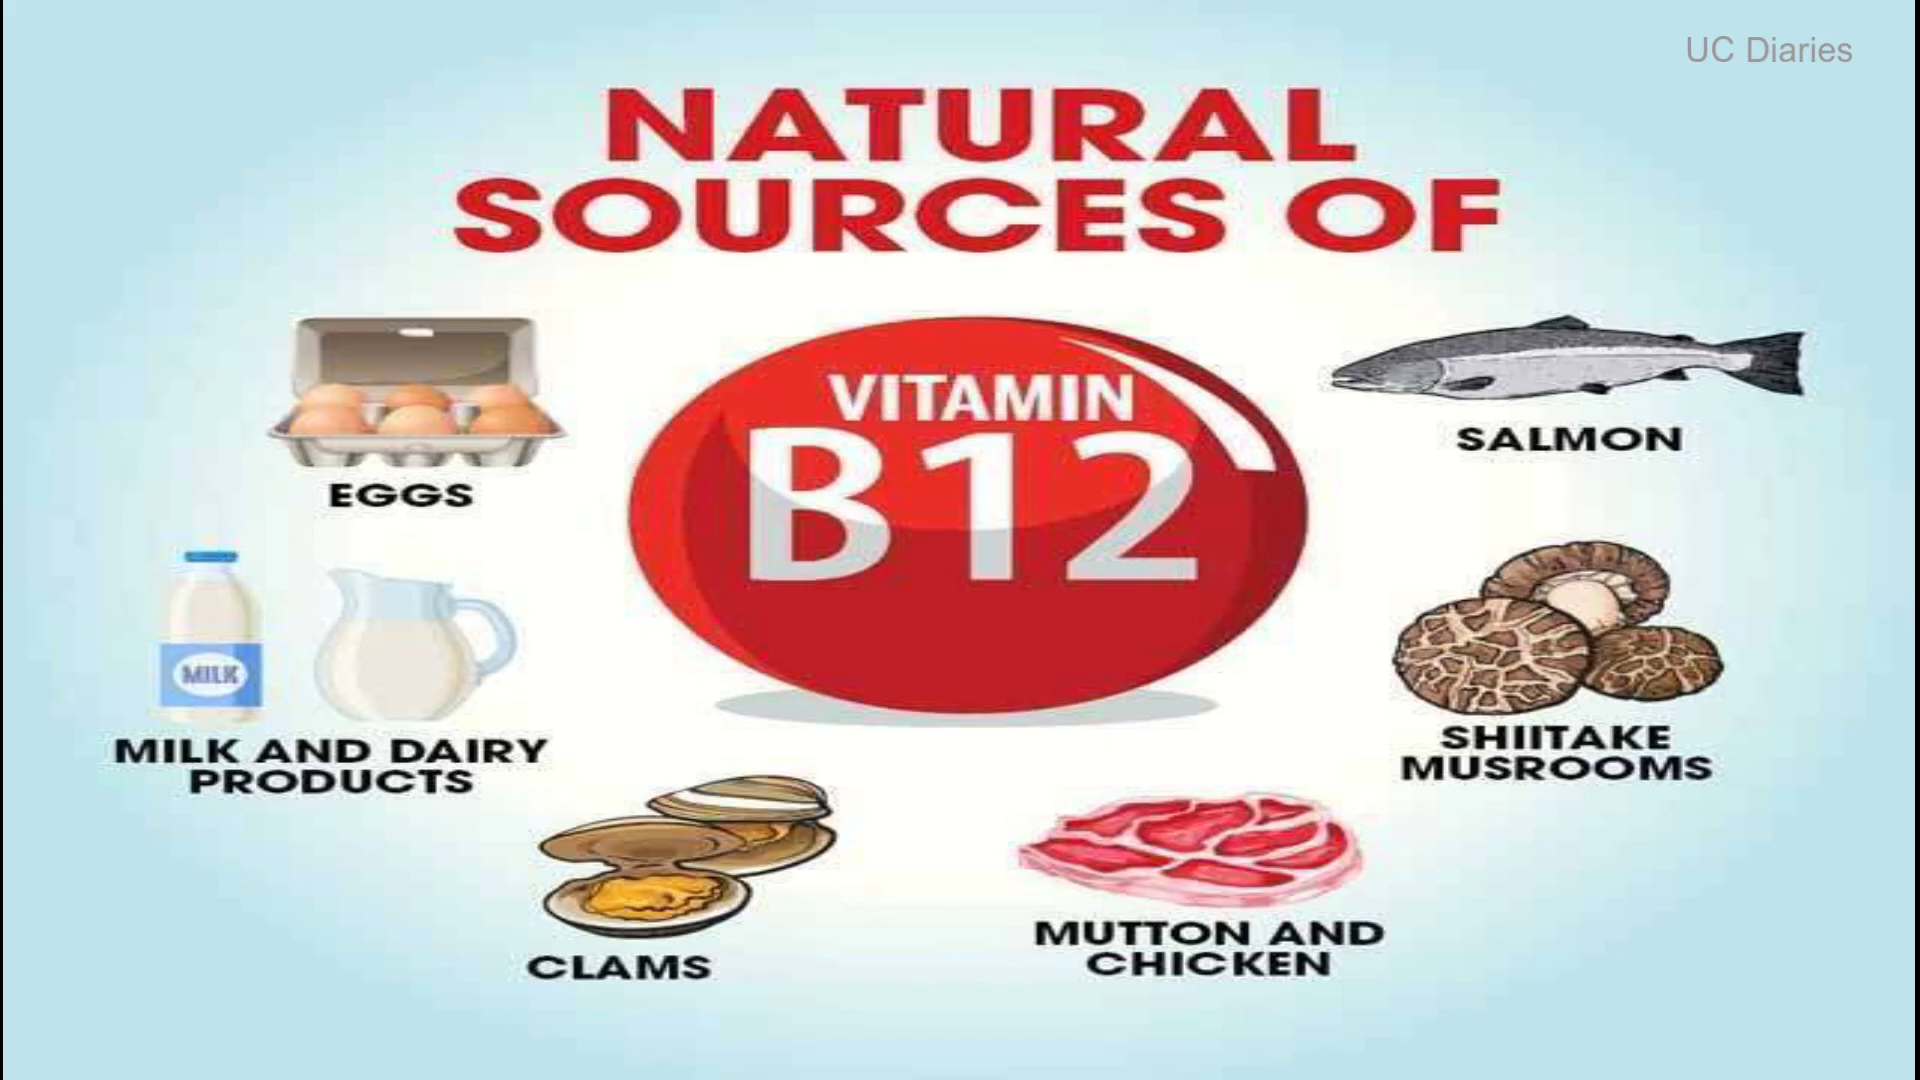 UC Diaries
NATURAL
SOURCES OF
VITAMIN
B12
EGGS
SALMON
MILK
MILK AND DAIRY
PRODUCTS
SHIITAKE
MUSROOMS
CLAMS
MUTTON AND
CHICKEN